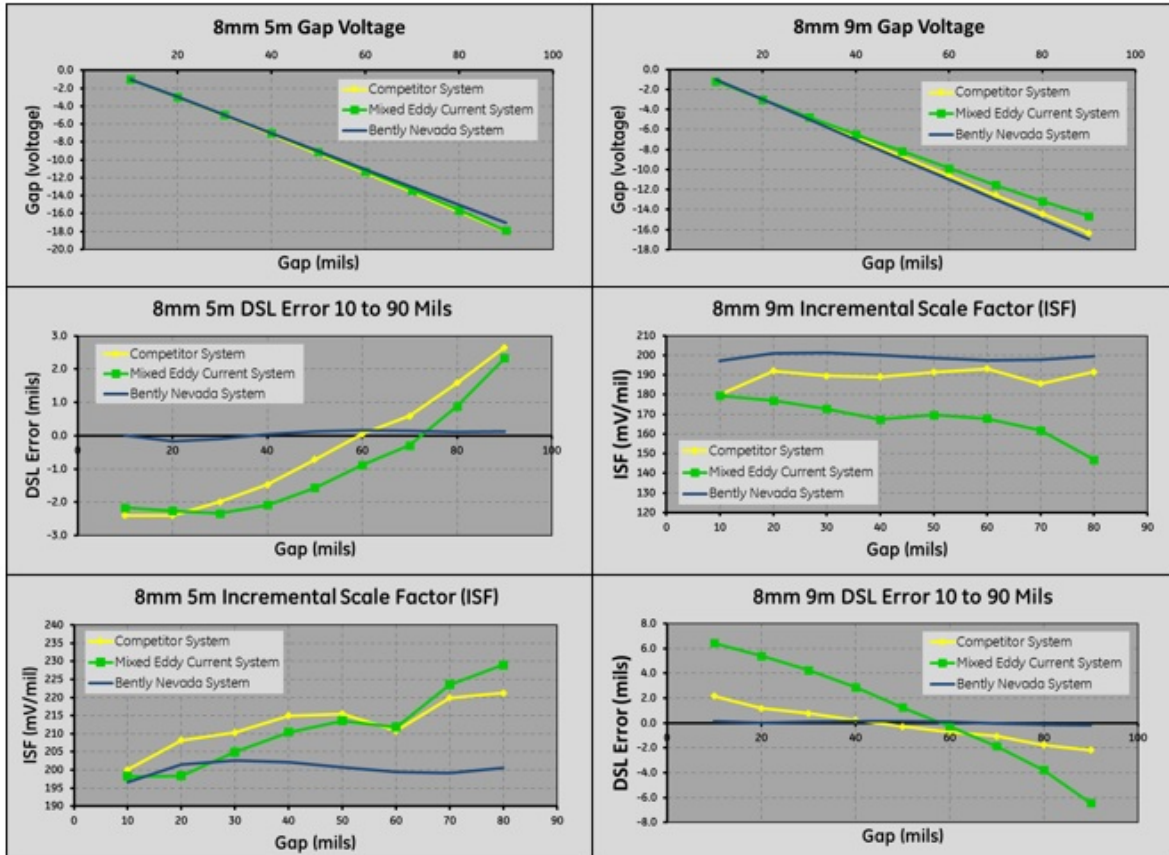 8mm 5m Gap Voltage
20 40 60 80 100
0.0
-2.0
-4.0
-6.0
-8.0
-10.0
-12.0
-14.0
-16.0
-18.0
-20.0
Gap (voltage)
Competitor System
Mixed Eddy Current System
Bently Nevada System
Gap (mils)
8mm 9m Gap Voltage
0 20 40 60 80 100
0.0
-2.0
-4.0
-6.0
-8.0
-10.0
-12.0
-14.0
-16.0
-18.0
Gap (voltage)
Competitor System
Mixed Eddy Current System
Bently Nevada System
Gap (mils)
8mm 5m DSL Error 10 to 90 Mils
3.0
2.0
1.0
0.0
-1.0
-2.0
-3.0
DSL Error (mils)
Competitor System
Mixed Eddy Current System
Bently Nevada System
0 20 40 60 80 100
Gap (mils)
8mm 9m Incremental Scale Factor (ISF)
210
200
190
180
170
160
150
140
130
120
ISF (mV/mil)
Competitor System
Mixed Eddy Current System
Bently Nevada System
0 10 20 30 40 50 60 70 80 90
Gap (mils)
8mm 5m Incremental Scale Factor (ISF)
240
235
230
225
220
215
210
205
200
195
190
ISF (mV/mil)
Competitor System
Mixed Eddy Current System
Bently Nevada System
0 10 20 30 40 50 60 70 80 90
Gap (mils)
8mm 9m DSL Error 10 to 90 Mils
8.0
6.0
4.0
2.0
0.0
-2.0
-4.0
-6.0
-8.0
DSL Error (mils)
Competitor System
Mixed Eddy Current System
Bently Nevada System
0 20 40 60 80 100
Gap (mils)